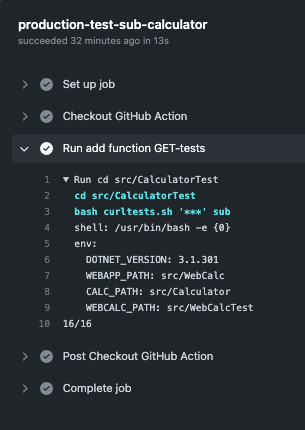 production-test-sub-calculator
succeeded 32 minutes ago in 13s
Set up job
Checkout GitHub Action
Run add function GET-tests
1 ▼ Run cd src/CalculatorTest
2 cd src/CalculatorTest
3 bash curltests.sh '***' sub
4 shell: /usr/bin/bash -e {0}
5 env:
6 DOTNET_VERSION: 3.1.301
7 WEBAPP_PATH: src/WebCalc
8 CALC_PATH: src/Calculator
9 WEBCALC_PATH: src/WebCalcTest
10 16/16
Post Checkout GitHub Action
Complete job